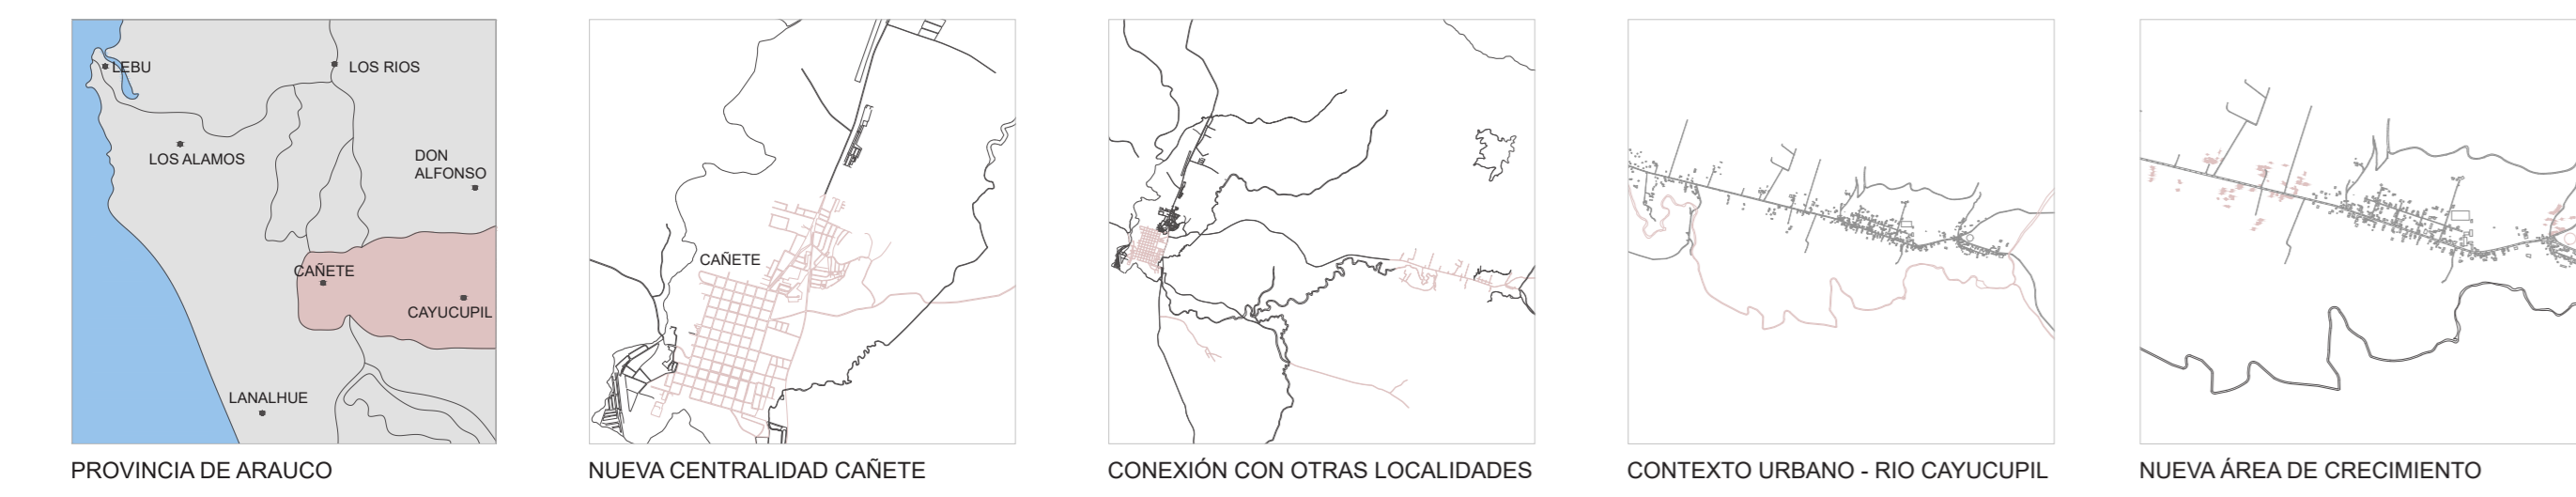 LEBU
LOS RIOS
LOS ALAMOS
DON
ALFONSO
CAÑETE
CAYUCUPIL
LANALHUE
PROVINCIA DE ARAUCO
CAÑETE
NUEVA CENTRALIDAD CAÑETE
CONEXIÓN CON OTRAS LOCALIDADES
CONTEXTO URBANO - RIO CAYUCUPIL
NUEVA ÁREA DE CRECIMIENTO